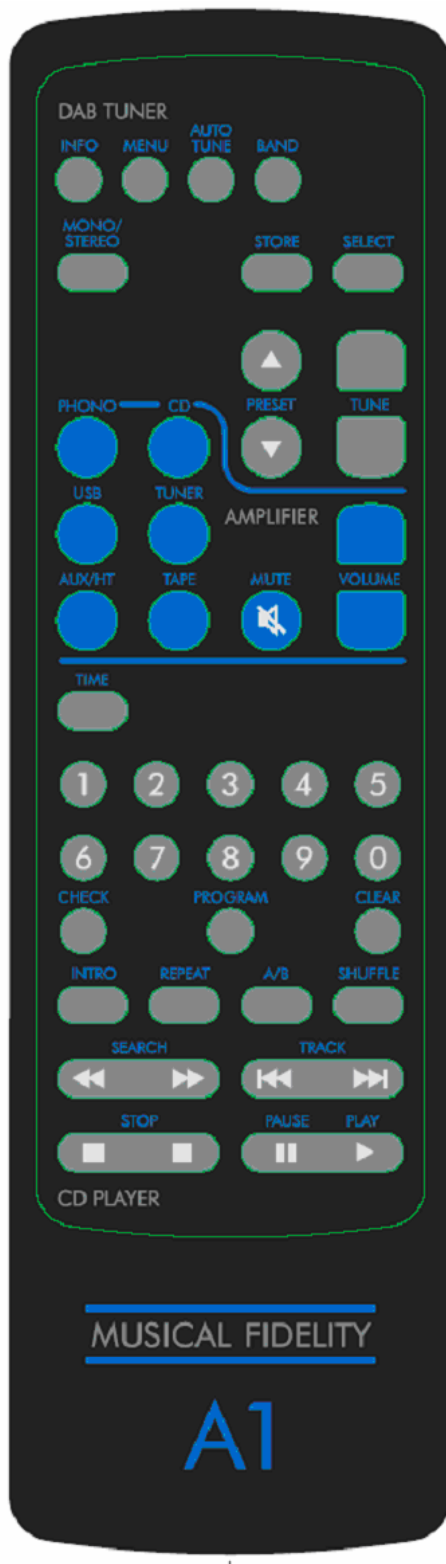 DAB TUNER
INFO MENU AUTO TUNE BAND
MONO/
STEREO STORE SELECT
PHONO CD PRESET TUNE
USB TUNER AMPLIFIER
AUX/HT TAPE MUTE VOLUME
TIME
1 2 3 4 5
6 7 8 9 0
CHECK PROGRAM CLEAR
INTRO REPEAT A/B SHUFFLE
SEARCH TRACK
STOP PAUSE PLAY
CD PLAYER
MUSICAL FIDELITY
A1